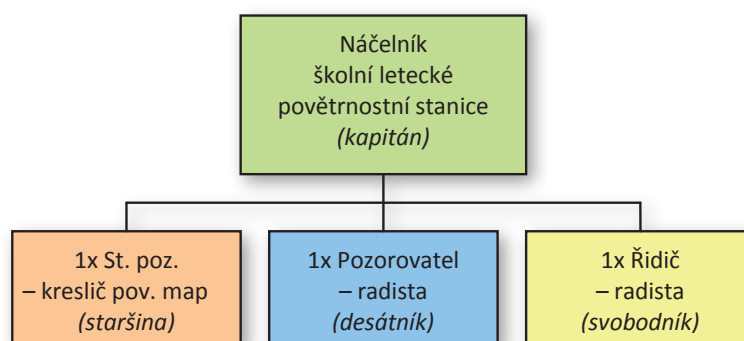 Náčelník
školní letecké
povětrnostní stanice
(kapitán)
1x St. poz.
– kreslič pov. map
(staršina)
1x Pozorovatel
– radista
(desátník)
1x Řidič
– radista
(svobodník)